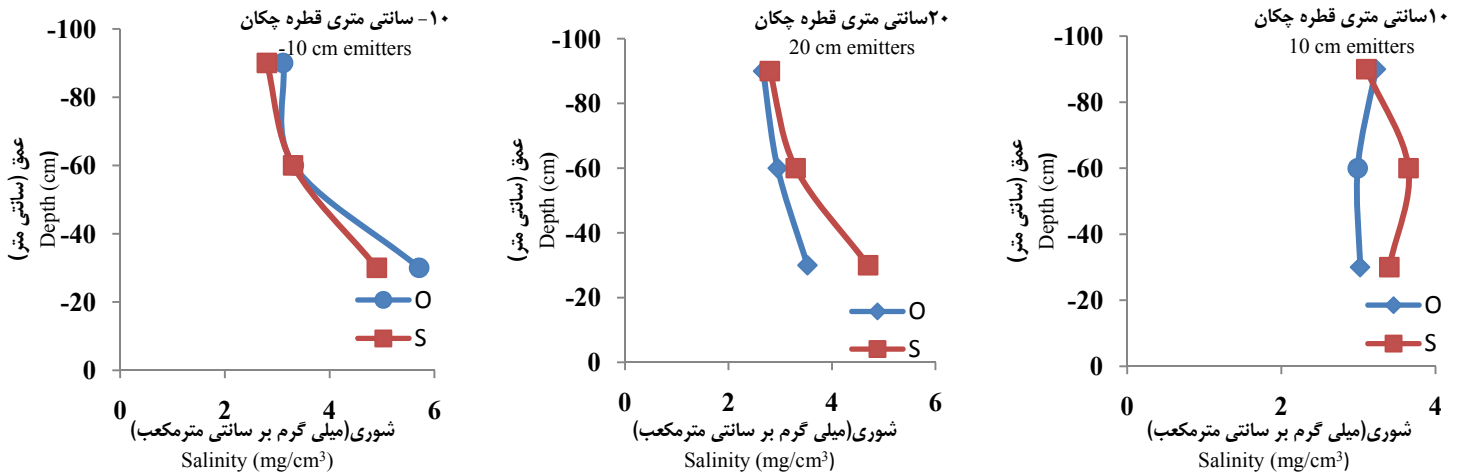 ۱۰- سانتی متری قطره چکان
-10 cm emitters
-100
-80
-60
-40
-20
0
عمق (سانتی متر)
Depth (cm)
O
S
0 2 4 6
شوری(میلی گرم بر سانتی مترمکعب)
Salinity (mg/cm³)
۲۰سانتی متری قطره چکان
20 cm emitters
-100
-80
-60
-40
-20
0
عمق (سانتی متر)
Depth (cm)
O
S
0 2 4 6
شوری(میلی گرم بر سانتی مترمکعب)
Salinity (mg/cm³)
۱۰سانتی متری قطره چکان
10 cm emitters
-100
-80
-60
-40
-20
0
عمق (سانتی متر)
Depth (cm)
O
S
0 2 4
شوری(میلی گرم بر سانتی مترمکعب)
Salinity (mg/cm³)